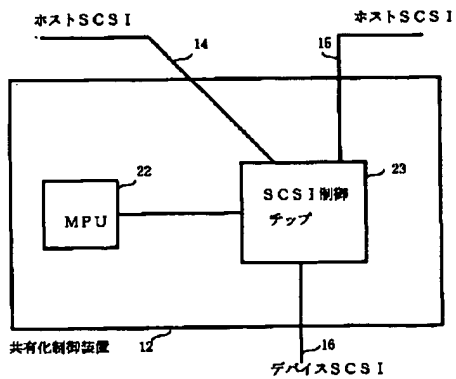 ホストSCSI
ホストSCSI
14
15
22
MPU
SCSI制御
チップ
23
共有化制御装置
12
16
デバイスSCSI